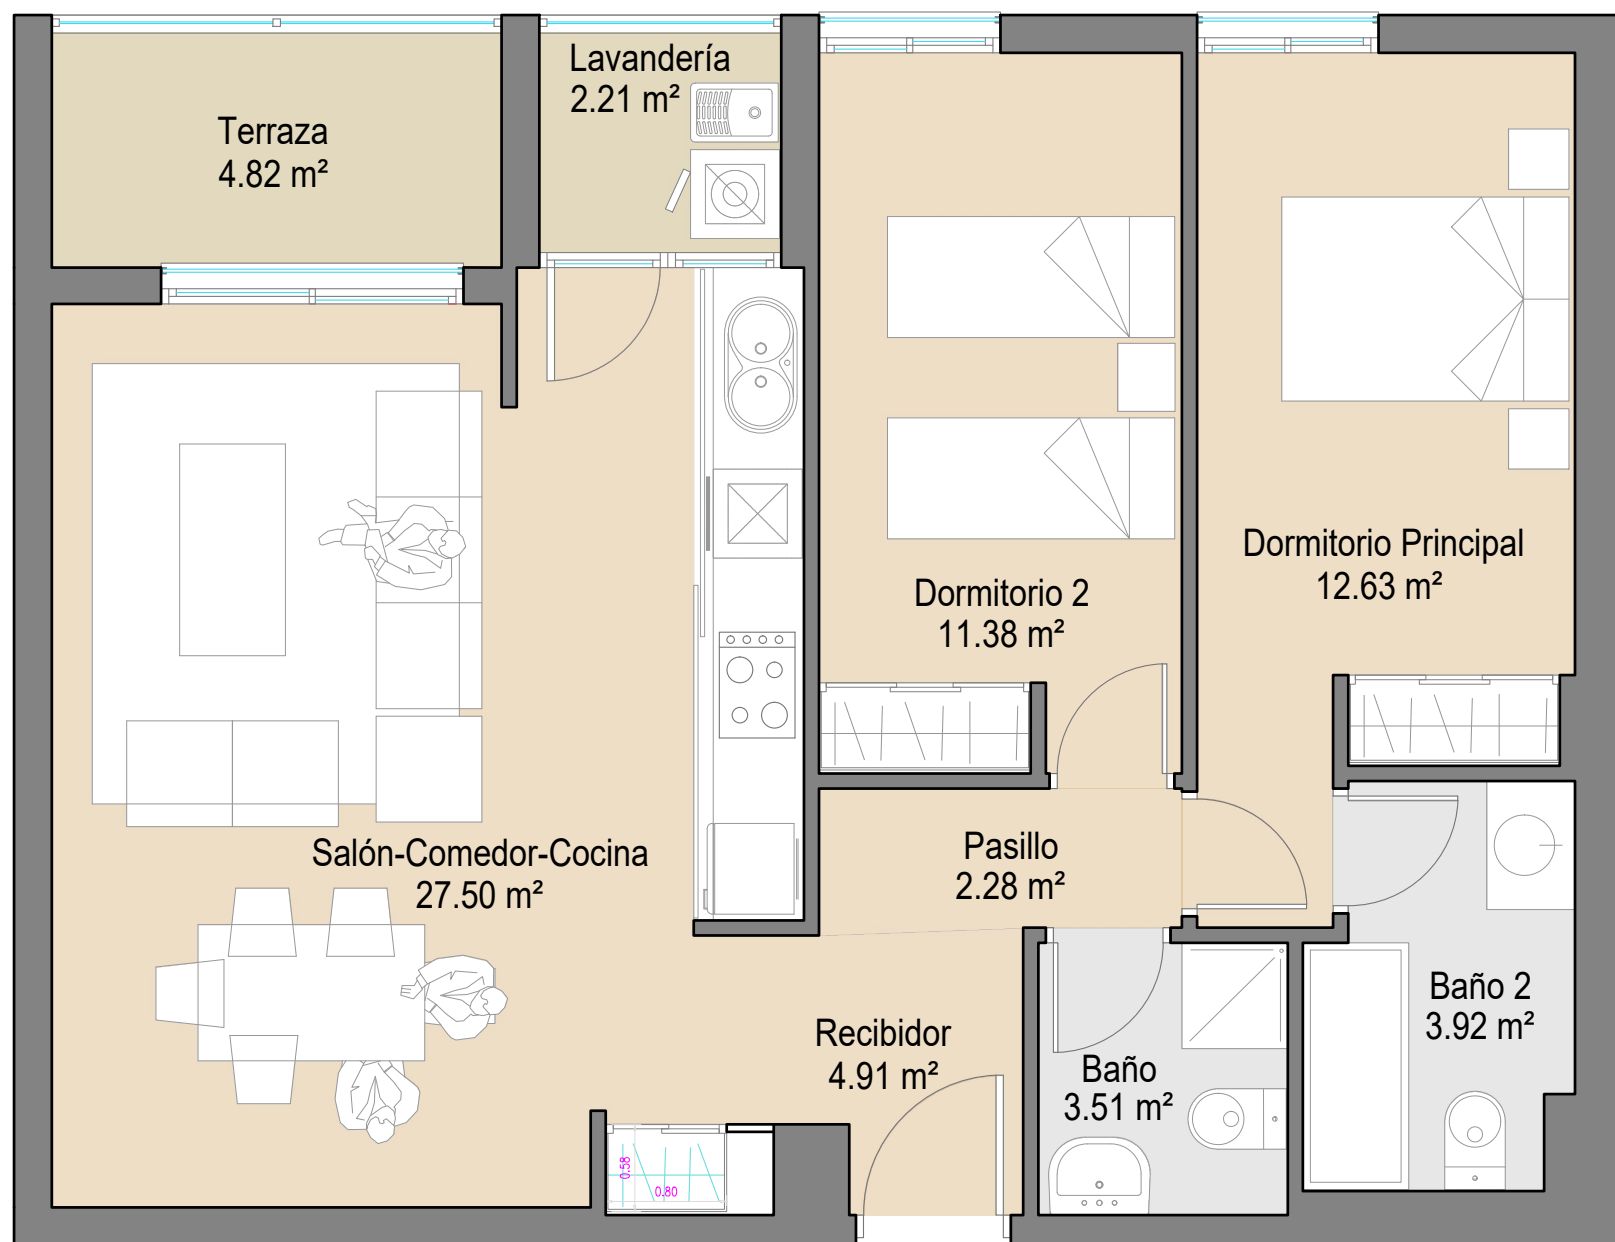 Lavandería
2.21 m²
Terraza
4.82 m²
Dormitorio Principal
12.63 m²
Dormitorio 2
11.38 m²
Salón-Comedor-Cocina
27.50 m²
Pasillo
2.28 m²
Baño 2
3.92 m²
Recibidor
4.91 m²
Baño
3.51 m²
0.58
0.80